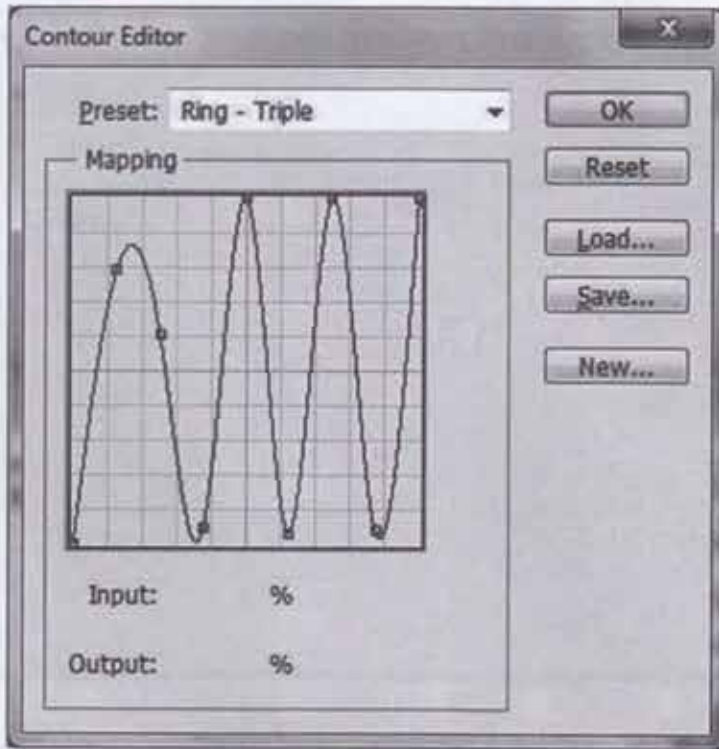 Contour Editor
x
Preset: Ring - Triple
OK
Mapping
Reset
Load...
Save...
New...
Input: %
Output: %